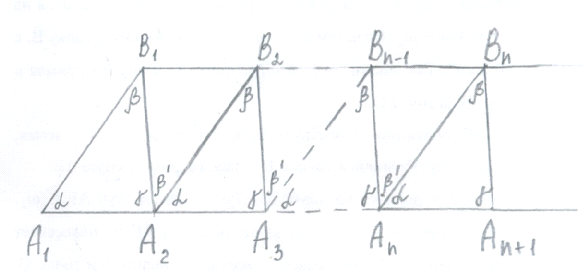 B₁ B₂ Bₙ₋₁ Bₙ
β β β β
β' β' β'
α γ α γ α γ α γ
A₁ A₂ A₃ Aₙ Aₙ₊₁